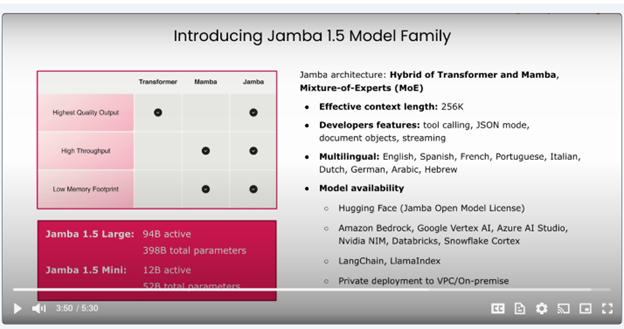 Introducing Jamba 1.5 Model Family
Transformer Mamba Jamba
Highest Quality Output
High Throughput
Low Memory Footprint
Jamba 1.5 Large: 94B active
398B total parameters
Jamba 1.5 Mini: 12B active
52B total parameters
Jamba architecture: Hybrid of Transformer and Mamba,
Mixture-of-Experts (MoE)
• Effective context length: 256K
• Developers features: tool calling, JSON mode,
document objects, streaming
• Multilingual: English, Spanish, French, Portuguese, Italian,
Dutch, German, Arabic, Hebrew
• Model availability
○ Hugging Face (Jamba Open Model License)
○ Amazon Bedrock, Google Vertex AI, Azure AI Studio,
Nvidia NIM, Databricks, Snowflake Cortex
○ LangChain, LlamaIndex
○ Private deployment to VPC/On-premise
3:50 / 5:30
CC